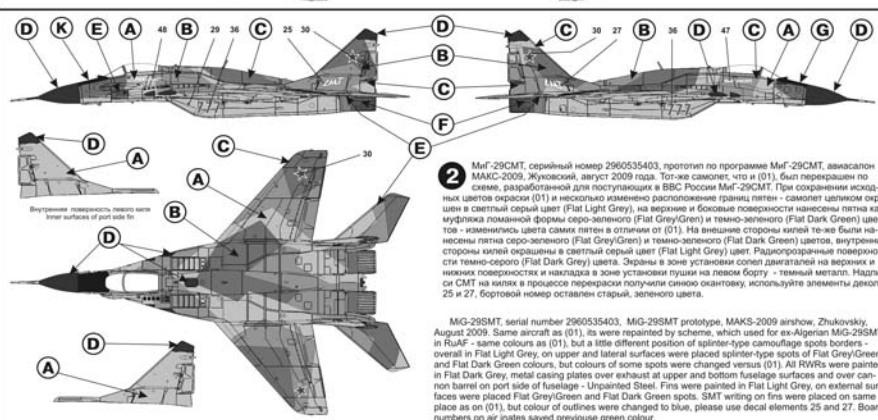 D K E A 48 B 29 36 C 25 30
D
C 30 27 B 36 D 47 C A G D
B
C
F
E
D
A
Внутренняя поверхность левого киля
Inner surfaces of port side fin
C
A
B
30
D
D
A
2
МиГ-29СМТ, серийный номер 2960535403, прототип по программе МиГ-29СМТ, авиасалон
МАКС-2009, Жуковский, август 2009 года. Тот-же самолет, что и (01), был перекрашен по
схеме, разработанной для поступающих в ВВС России МиГ-29СМТ. При сохранении исход-
ных цветов окраски (01) и несколько изменено расположение границ пятен - самолет целиком окр
шен в светлый серый цвет (Flat Light Grey), на верхние и боковые поверхности нанесены пятна ка
муфляжа ломанной формы серо-зеленого (Flat Grey\Gren) и темно-зеленого (Flat Dark Green) цве
тов - изменились цвета самих пятен в отличии от (01). На внешние стороны килей те-же были на-
несены пятна серо-зеленого (Flat Grey\Gren) и темно-зеленого (Flat Dark Green) цветов, внутренни
стороны килей окрашены в светлый серый цвет (Flat Light Grey) цвет. Радиопрозрачные поверхно
сти темно-серого (Flat Dark Grey) цвета. Экраны в зоне установки сопел двигателей на верхних и
нижних поверхностях и накладка в зоне установки пушки на левом борту - темный металл. Надп
си СМТ на килях в процессе перекраски получили синюю окантовку, используйте элементы декол
25 и 27, бортовой номер оставлен старый, зеленого цвета.
MiG-29SMT, serial number 2960535403, MiG-29SMT prototype, MAKS-2009 airshow, Zhukovskiy,
August 2009. Same aircraft as (01), its were repainted by scheme, which used for ex-Algerian MiG-29SMT
in RuAF - same colours as (01), but a little different position of splinter-type camouflage spots borders -
overall in Flat Light Grey, on upper and lateral surfaces were placed splinter-type spots of Flat Grey\Green
and Flat Dark Green colours, but colours of some spots were changed versus (01). All RWRs were painte
in Flat Dark Grey, metal casing plates over exhaust at upper and bottom fuselage surfaces and over can-
non barrel on port side of fuselage - Unpainted Steel. Fins were painted in Flat Light Grey, on external sur
faces were placed Flat Grey\Green and Flat Dark Green spots. SMT writing on fins were placed on same
place as on (01), but colour of outlines were changed to blue, please use decal elements 25 and 27. Boar
numbers on air inates saved previouse green colour.